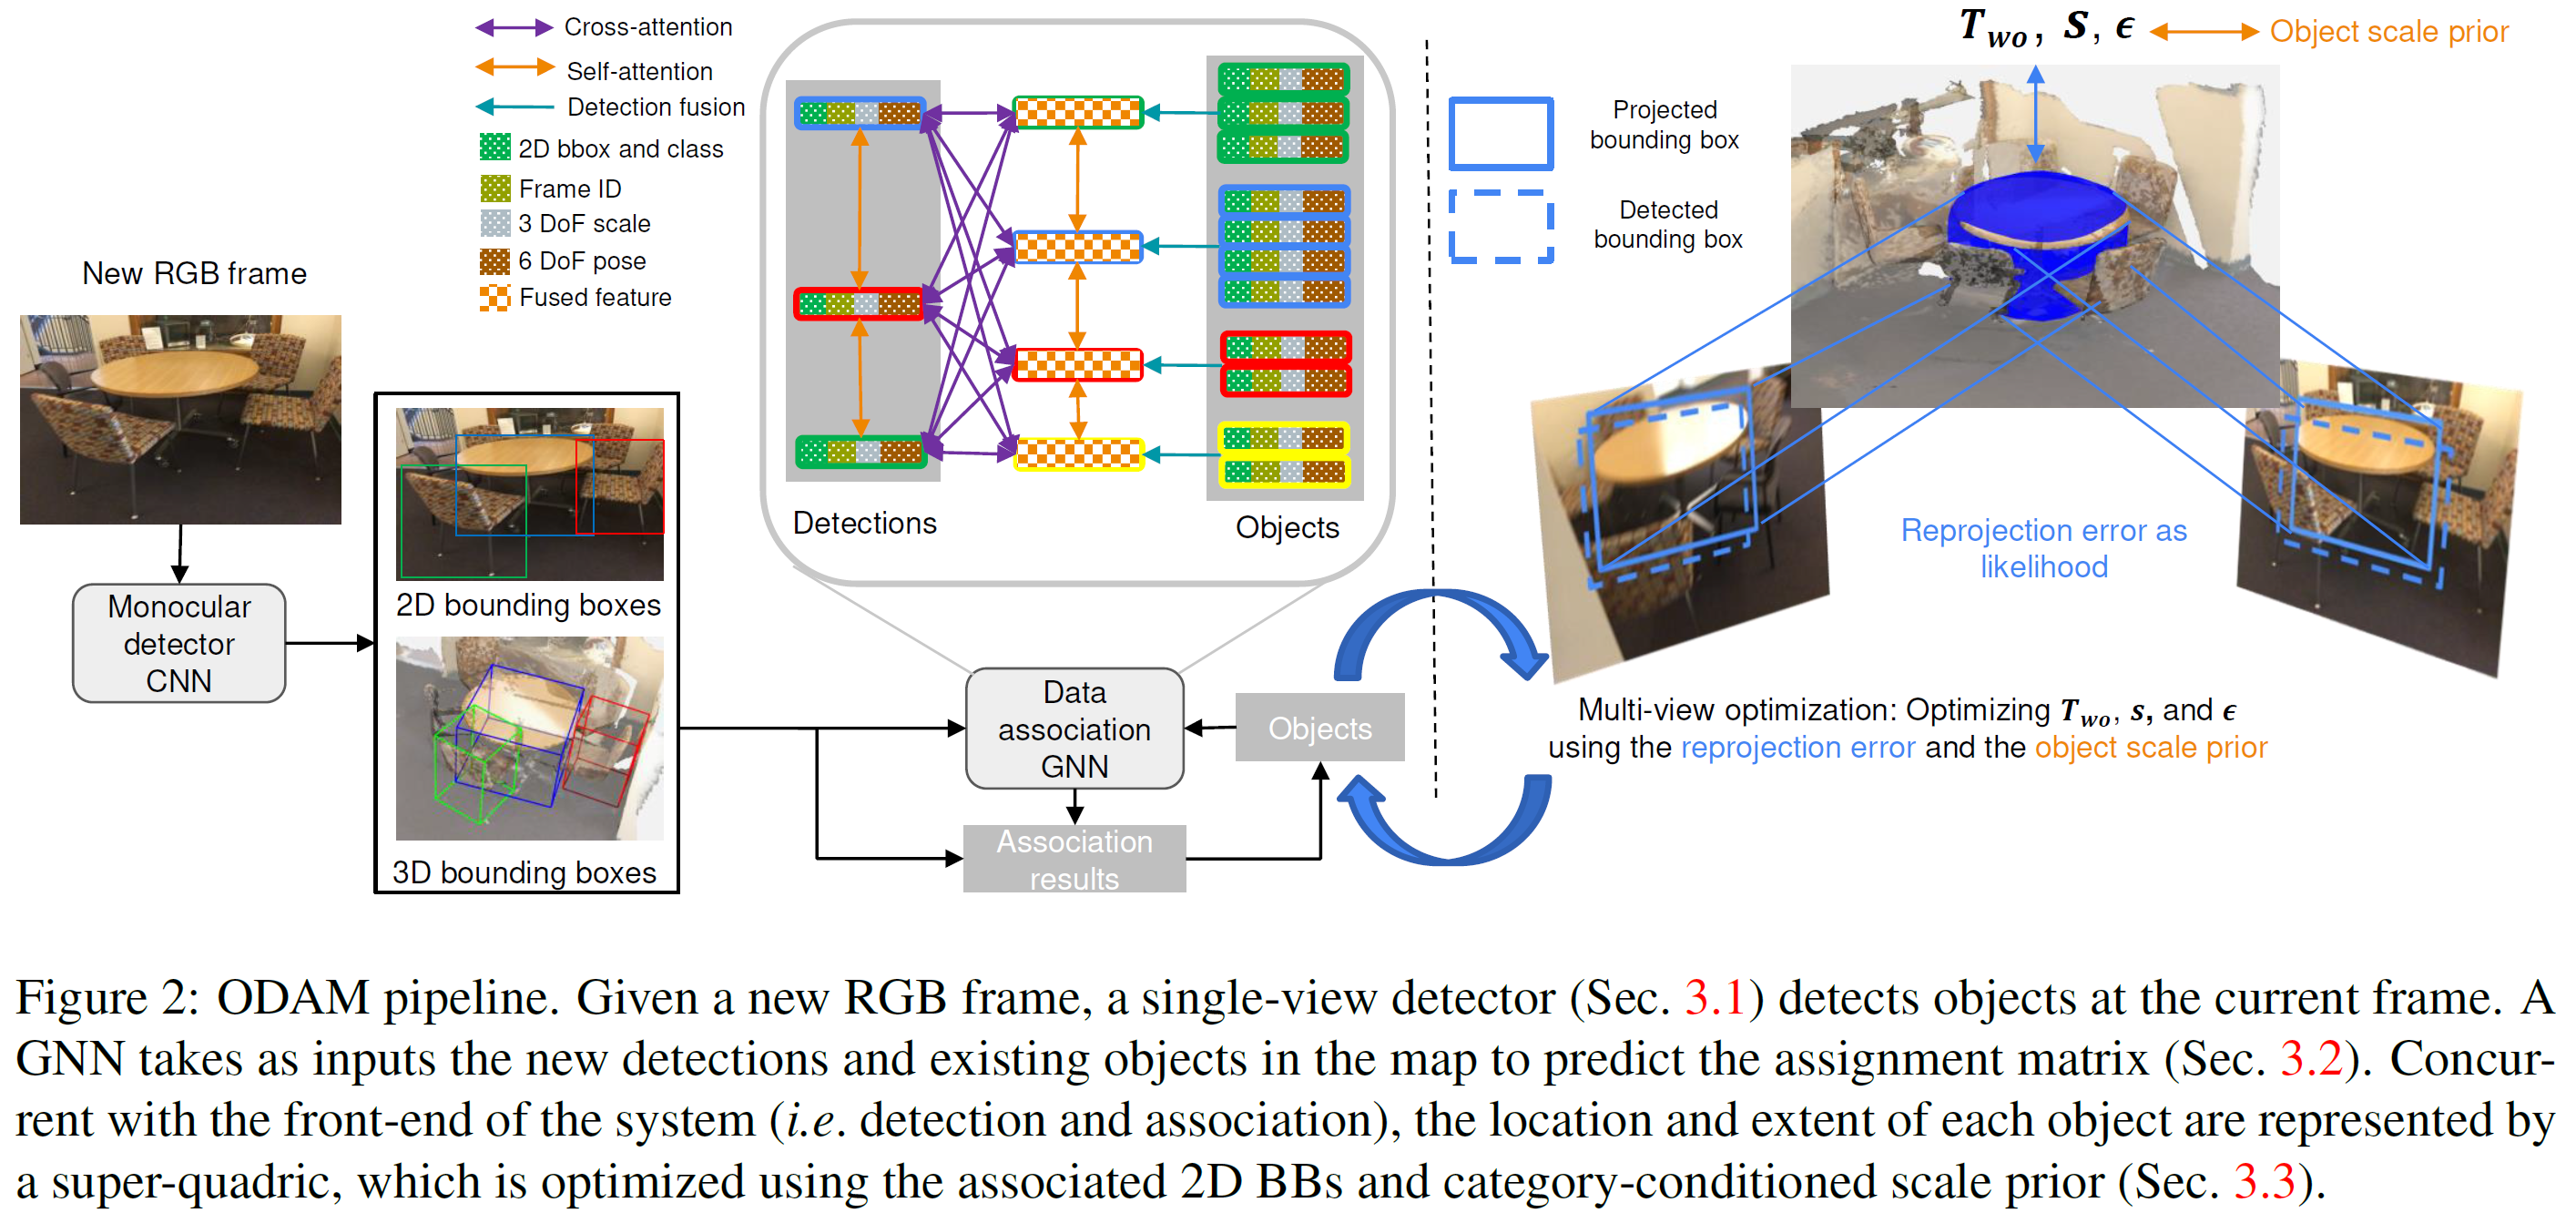 Cross-attention
Self-attention
Detection fusion
2D bbox and class
Frame ID
3 DoF scale
6 DoF pose
Fused feature
New RGB frame
Monocular
detector
CNN
2D bounding boxes
3D bounding boxes
Detections
Objects
Data
association
GNN
Objects
Association
results
T_wo, s, ϵ
Object scale prior
Projected
bounding box
Detected
bounding box
Reprojection error as
likelihood
Multi-view optimization: Optimizing T_wo, s, and ϵ
using the reprojection error and the object scale prior
Figure 2: ODAM pipeline. Given a new RGB frame, a single-view detector (Sec. 3.1) detects objects at the current frame. A
GNN takes as inputs the new detections and existing objects in the map to predict the assignment matrix (Sec. 3.2). Concur-
rent with the front-end of the system (i.e. detection and association), the location and extent of each object are represented by
a super-quadric, which is optimized using the associated 2D BBs and category-conditioned scale prior (Sec. 3.3).